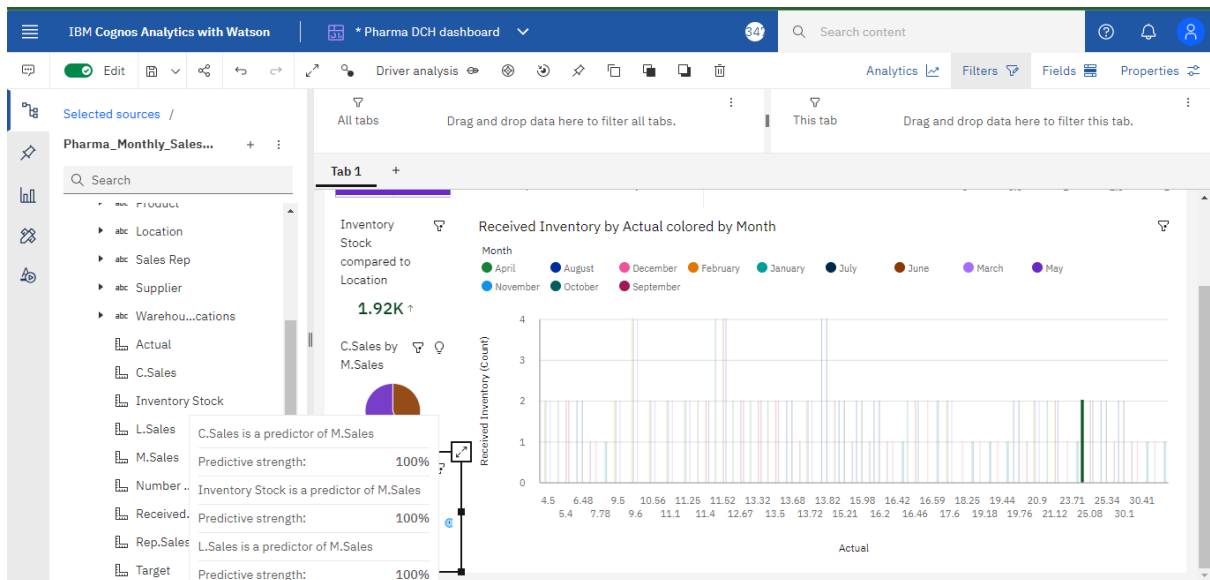 IBM Cognos Analytics with Watson
* Pharma DCH dashboard
Search content
Edit
Driver analysis
Analytics
Filters
Fields
Properties
Selected sources /
Pharma_Monthly_Sales...
Search
abc Product
abc Location
abc Sales Rep
abc Supplier
abc Warehou...cations
Actual
C.Sales
Inventory Stock
L.Sales
M.Sales
Number ..
Received.
Rep.Sales
Target
C.Sales is a predictor of M.Sales
Predictive strength: 100%
Inventory Stock is a predictor of M.Sales
Predictive strength: 100%
L.Sales is a predictor of M.Sales
Predictive strength: 100%
All tabs
Drag and drop data here to filter all tabs.
This tab
Drag and drop data here to filter this tab.
Tab 1
Inventory
Stock
compared to
Location
1.92K
C.Sales by
M.Sales
Received Inventory by Actual colored by Month
Month
April August December February January July June March May
November October September
Received Inventory (Count)
4
3
2
1
0
4.5 6.48 9.5 10.56 11.25 11.52 13.32 13.68 13.82 15.98 16.42 16.59 18.25 19.44 20.9 23.71 25.34 30.41
5.4 7.78 9.6 11.1 11.4 12.67 13.5 13.72 15.21 16.2 16.46 17.6 19.18 19.76 21.12 25.08 30.1
Actual